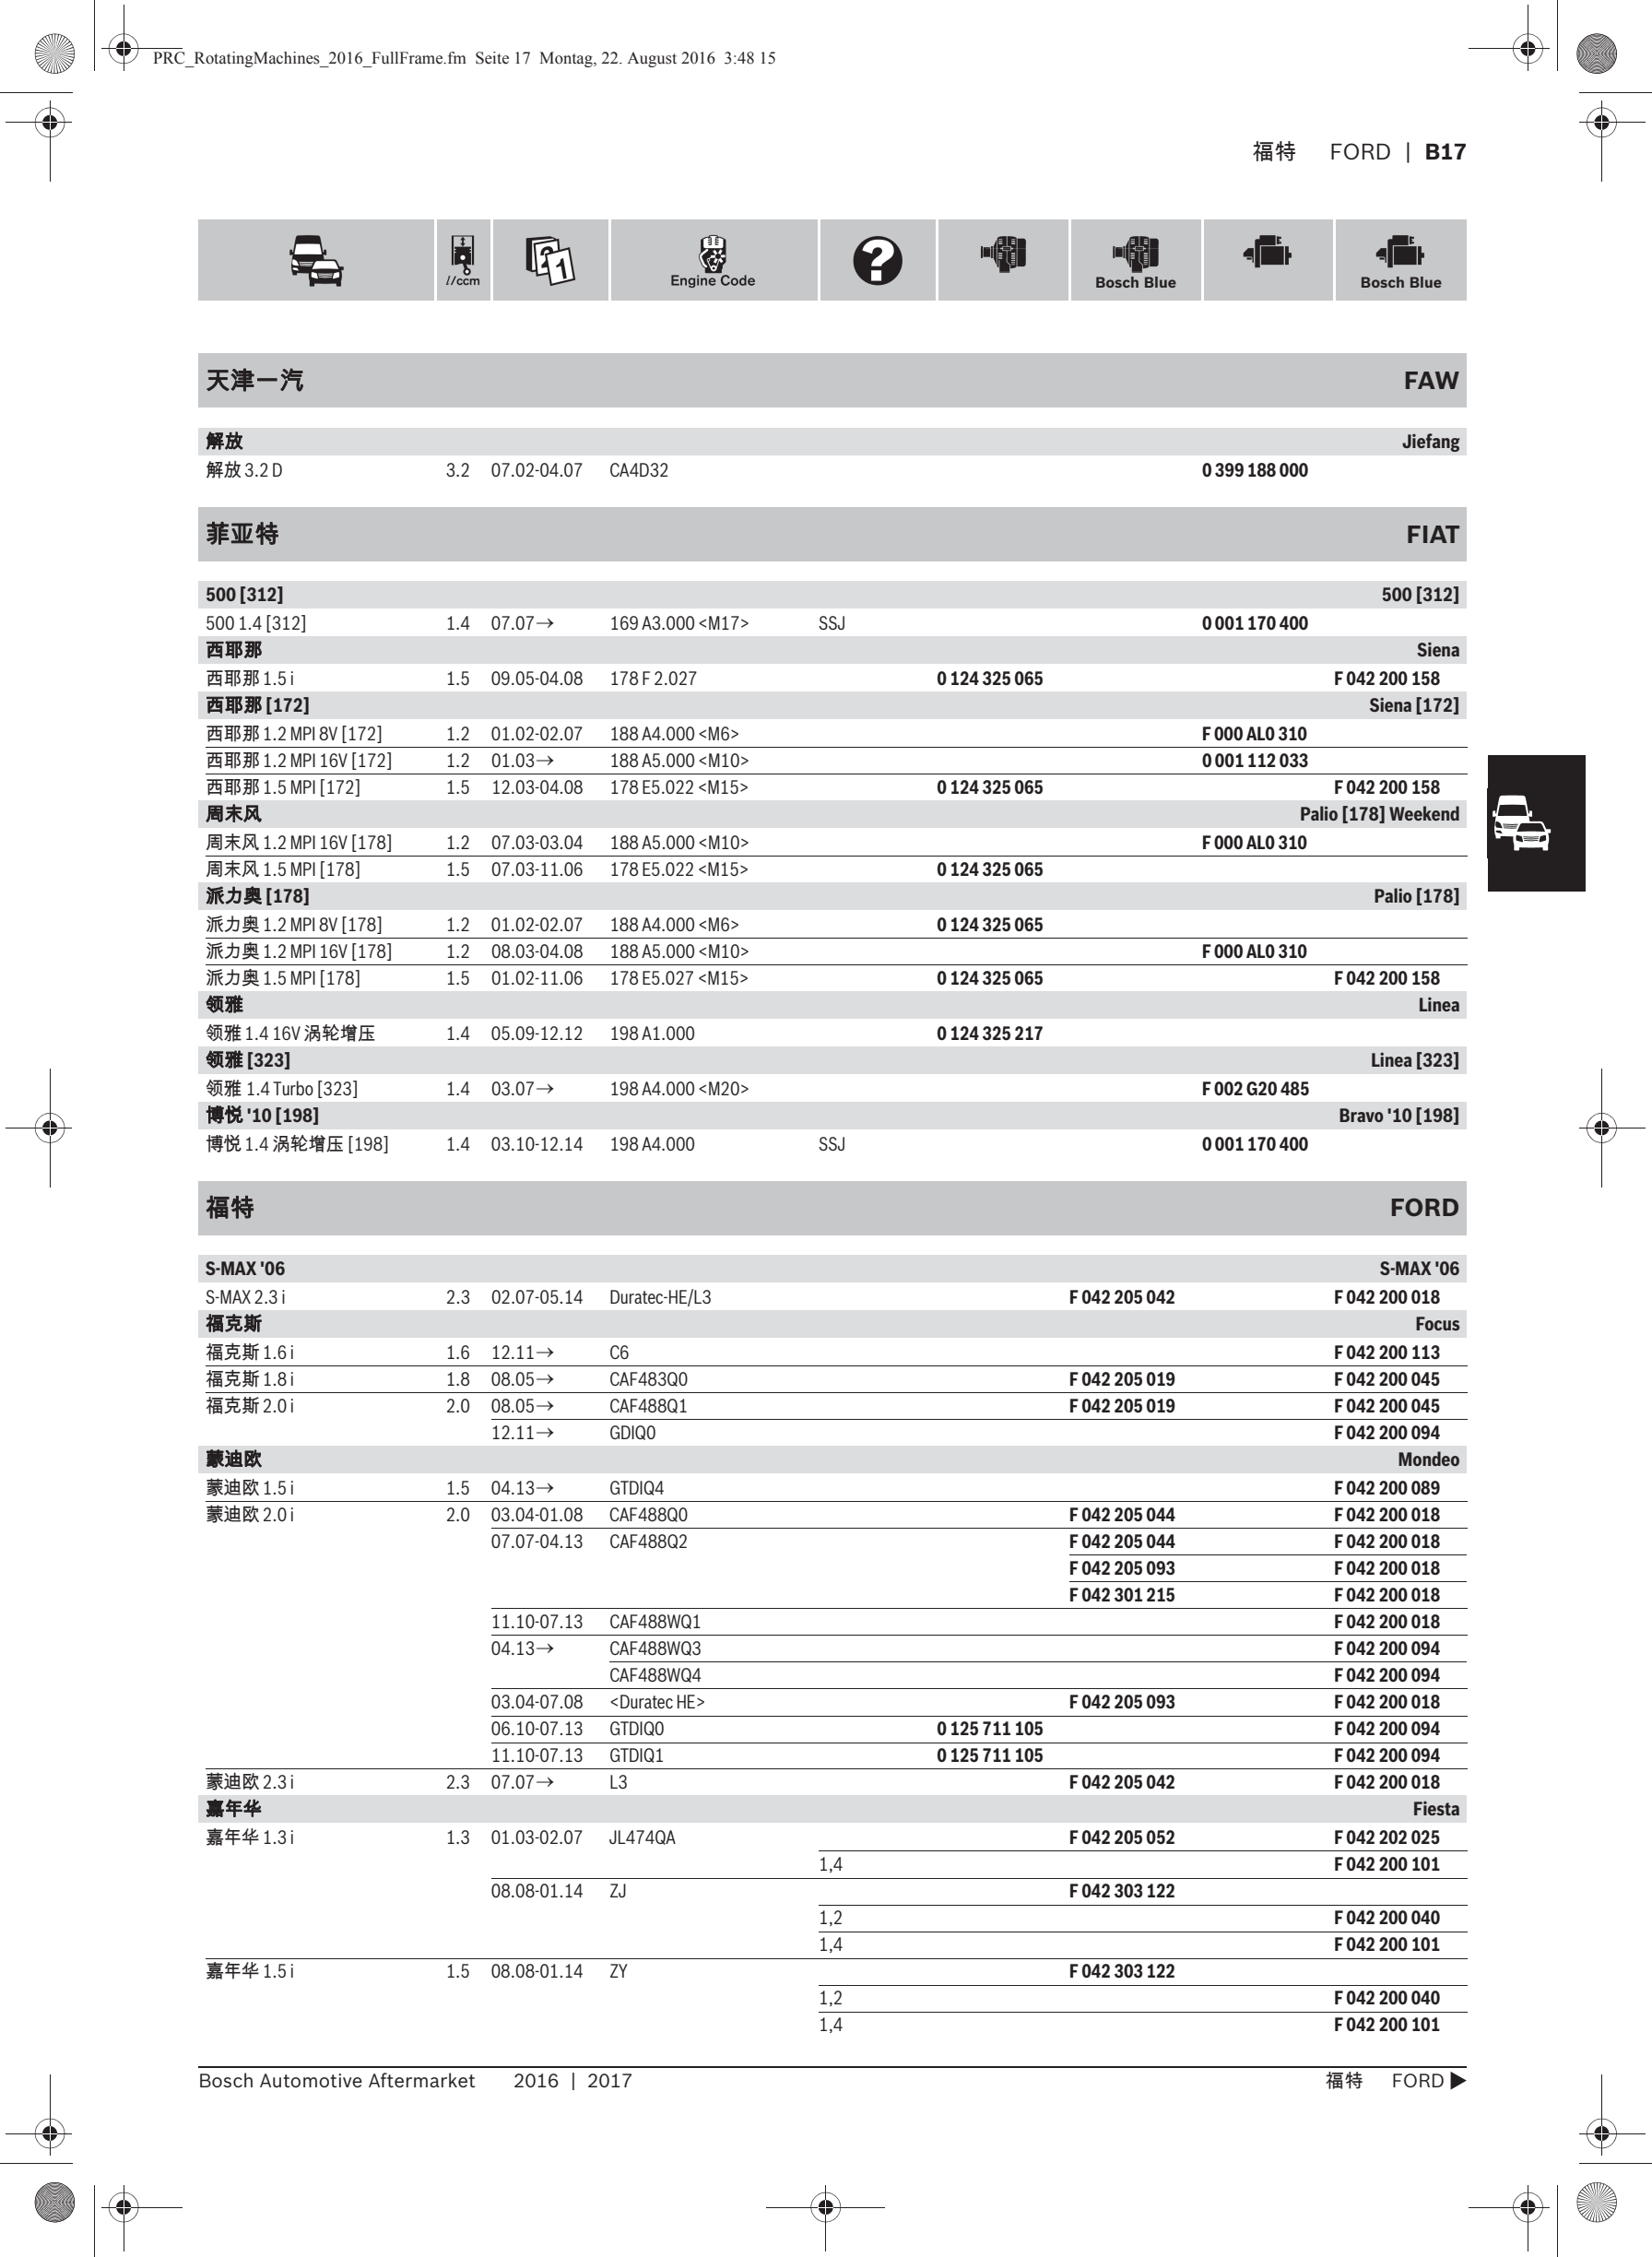 PRC_RotatingMachines_2016_FullFrame.fm Seite 17 Montag, 22. August 2016 3:48 15
福特 FORD | B17
l/ccm Engine Code ? Bosch Blue Bosch Blue
天津一汽 FAW
解放 Jiefang
解放 3.2 D 3.2 07.02-04.07 CA4D32 0 399 188 000
菲亚特 FIAT
500 [312] 500 [312]
500 1.4 [312] 1.4 07.07→ 169 A3.000 <M17> SSJ 0 001 170 400
西耶那 Siena
西耶那 1.5 i 1.5 09.05-04.08 178 F 2.027 0 124 325 065 F 042 200 158
西耶那 [172] Siena [172]
西耶那 1.2 MPI 8V [172] 1.2 01.02-02.07 188 A4.000 <M6> F 000 AL0 310
西耶那 1.2 MPI 16V [172] 1.2 01.03→ 188 A5.000 <M10> 0 001 112 033
西耶那 1.5 MPI [172] 1.5 12.03-04.08 178 E5.022 <M15> 0 124 325 065 F 042 200 158
周末风 Palio [178] Weekend
周末风 1.2 MPI 16V [178] 1.2 07.03-03.04 188 A5.000 <M10> F 000 AL0 310
周末风 1.5 MPI [178] 1.5 07.03-11.06 178 E5.022 <M15> 0 124 325 065
派力奥 [178] Palio [178]
派力奥 1.2 MPI 8V [178] 1.2 01.02-02.07 188 A4.000 <M6> 0 124 325 065
派力奥 1.2 MPI 16V [178] 1.2 08.03-04.08 188 A5.000 <M10> F 000 AL0 310
派力奥 1.5 MPI [178] 1.5 01.02-11.06 178 E5.027 <M15> 0 124 325 065 F 042 200 158
领雅 Linea
领雅 1.4 16V 涡轮增压 1.4 05.09-12.12 198 A1.000 0 124 325 217
领雅 [323] Linea [323]
领雅 1.4 Turbo [323] 1.4 03.07→ 198 A4.000 <M20> F 002 G20 485
博悦 '10 [198] Bravo '10 [198]
博悦 1.4 涡轮增压 [198] 1.4 03.10-12.14 198 A4.000 SSJ 0 001 170 400
福特 FORD
S-MAX '06 S-MAX '06
S-MAX 2.3 i 2.3 02.07-05.14 Duratec-HE/L3 F 042 205 042 F 042 200 018
福克斯 Focus
福克斯 1.6 i 1.6 12.11→ C6 F 042 200 113
福克斯 1.8 i 1.8 08.05→ CAF483Q0 F 042 205 019 F 042 200 045
福克斯 2.0 i 2.0 08.05→ CAF488Q1 F 042 205 019 F 042 200 045
12.11→ GDIQ0 F 042 200 094
蒙迪欧 Mondeo
蒙迪欧 1.5 i 1.5 04.13→ GTDIQ4 F 042 200 089
蒙迪欧 2.0 i 2.0 03.04-01.08 CAF488Q0 F 042 205 044 F 042 200 018
07.07-04.13 CAF488Q2 F 042 205 044 F 042 200 018
F 042 205 093 F 042 200 018
F 042 301 215 F 042 200 018
11.10-07.13 CAF488WQ1 F 042 200 018
04.13→ CAF488WQ3 F 042 200 094
CAF488WQ4 F 042 200 094
03.04-07.08 <Duratec HE> F 042 205 093 F 042 200 018
06.10-07.13 GTDIQ0 0 125 711 105 F 042 200 094
11.10-07.13 GTDIQ1 0 125 711 105 F 042 200 094
蒙迪欧 2.3 i 2.3 07.07→ L3 F 042 205 042 F 042 200 018
嘉年华 Fiesta
嘉年华 1.3 i 1.3 01.03-02.07 JL474QA F 042 205 052 F 042 202 025
1,4 F 042 200 101
08.08-01.14 ZJ F 042 303 122
1,2 F 042 200 040
1,4 F 042 200 101
嘉年华 1.5 i 1.5 08.08-01.14 ZY F 042 303 122
1,2 F 042 200 040
1,4 F 042 200 101
Bosch Automotive Aftermarket 2016 | 2017 福特 FORD